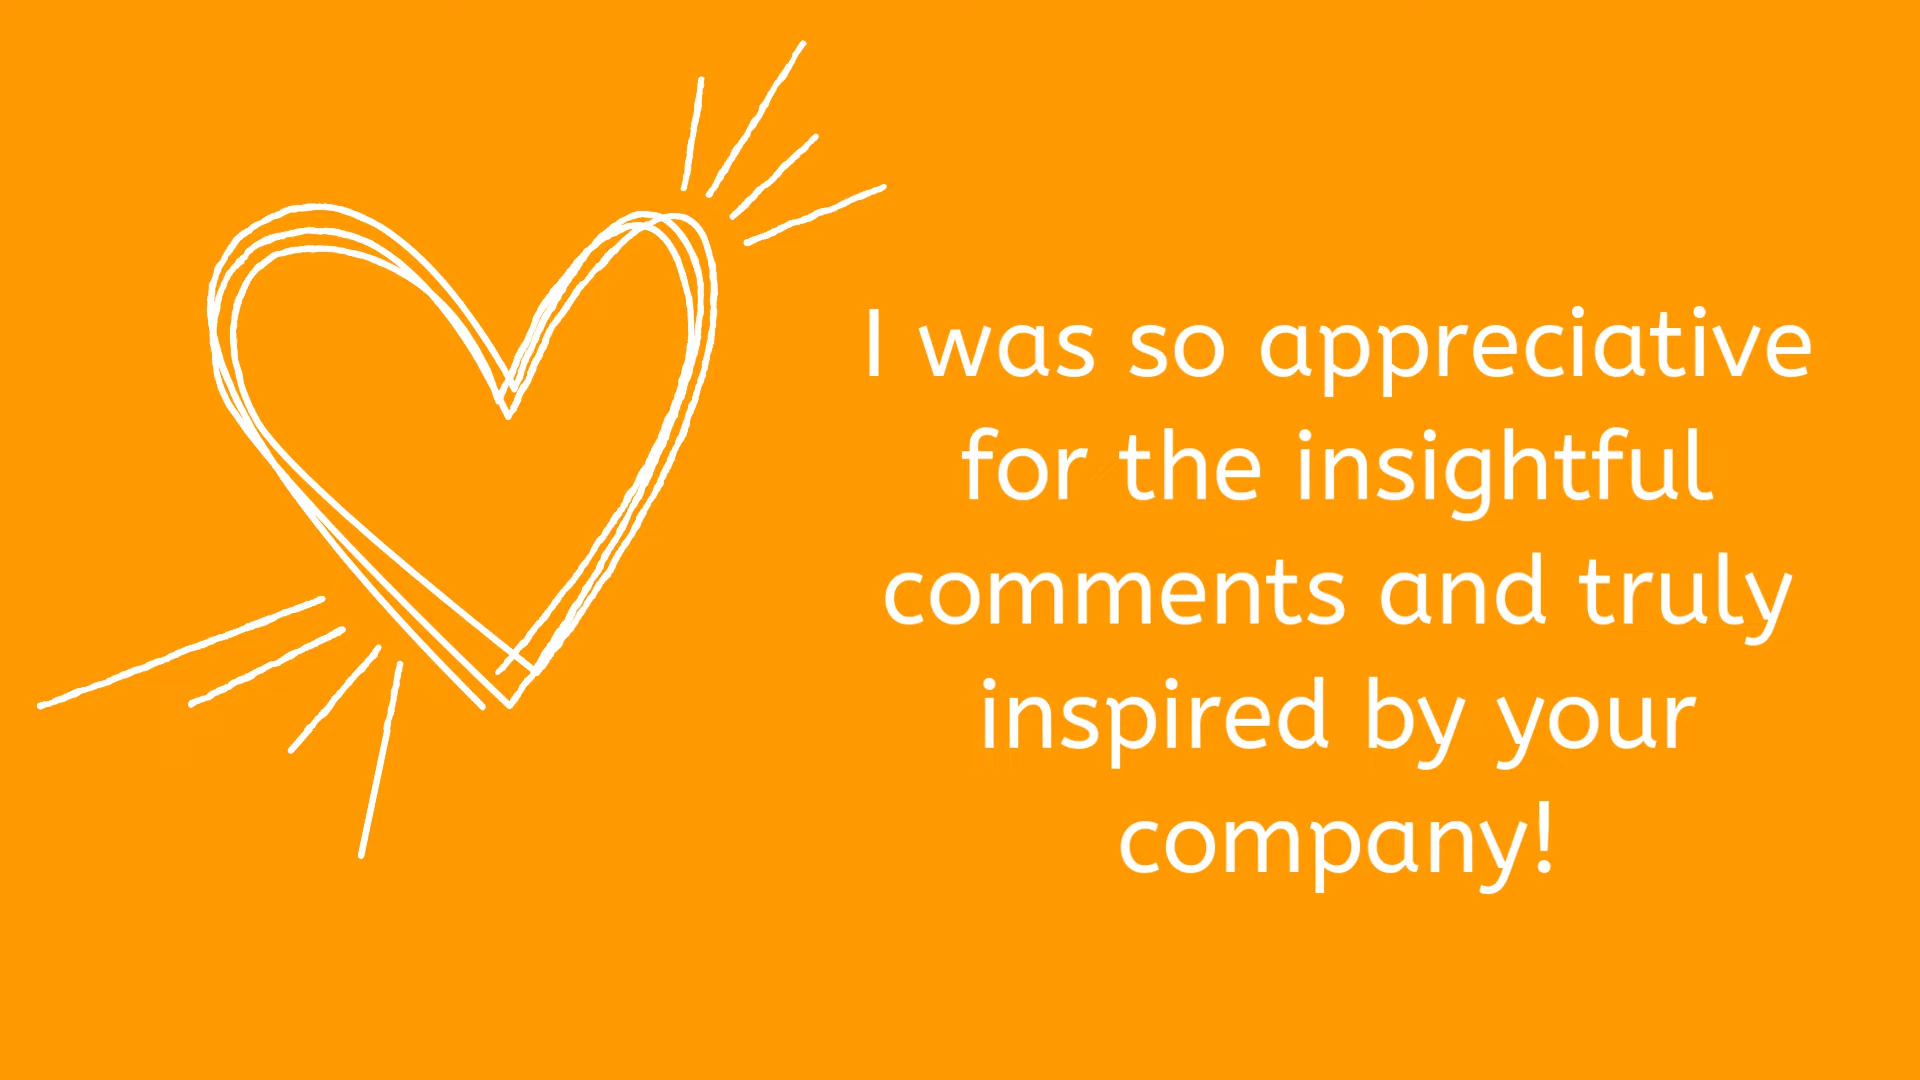 I was so appreciative
for the insightful
comments and truly
inspired by your
company!